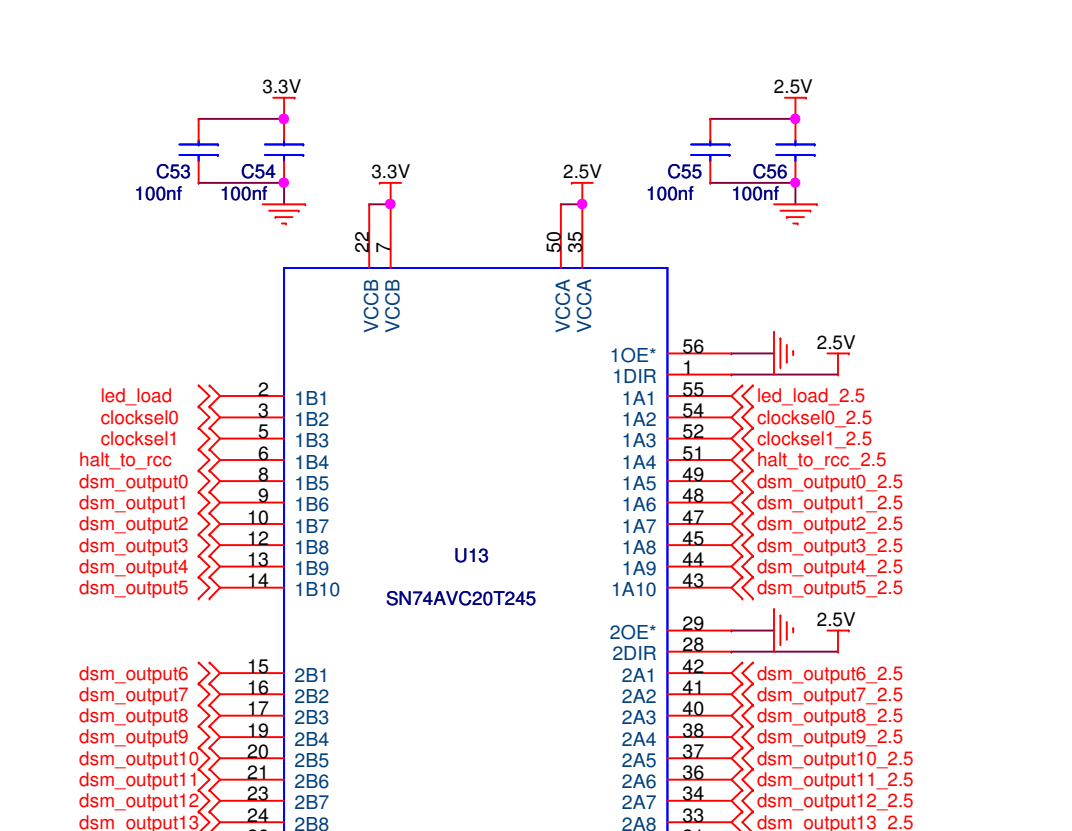 3.3V 2.5V
C53 C54 C55 C56
100nf 100nf 100nf 100nf
3.3V 2.5V
22 7 50 35
VCCB VCCB VCCA VCCA
2.5V
1OE* 56
1DIR 1
led_load 2 1B1 1A1 55 led_load_2.5
clocksel0 3 1B2 1A2 54 clocksel0_2.5
clocksel1 5 1B3 1A3 52 clocksel1_2.5
halt_to_rcc 6 1B4 1A4 51 halt_to_rcc_2.5
dsm_output0 8 1B5 1A5 49 dsm_output0_2.5
dsm_output1 9 1B6 1A6 48 dsm_output1_2.5
dsm_output2 10 1B7 1A7 47 dsm_output2_2.5
dsm_output3 12 1B8 1A8 45 dsm_output3_2.5
dsm_output4 13 1B9 1A9 44 dsm_output4_2.5
dsm_output5 14 1B10 1A10 43 dsm_output5_2.5
U13
SN74AVC20T245
2.5V
2OE* 29
2DIR 28
dsm_output6 15 2B1 2A1 42 dsm_output6_2.5
dsm_output7 16 2B2 2A2 41 dsm_output7_2.5
dsm_output8 17 2B3 2A3 40 dsm_output8_2.5
dsm_output9 19 2B4 2A4 38 dsm_output9_2.5
dsm_output10 20 2B5 2A5 37 dsm_output10_2.5
dsm_output11 21 2B6 2A6 36 dsm_output11_2.5
dsm_output12 23 2B7 2A7 34 dsm_output12_2.5
dsm_output13 24 2B8 2A8 33 dsm_output13_2.5